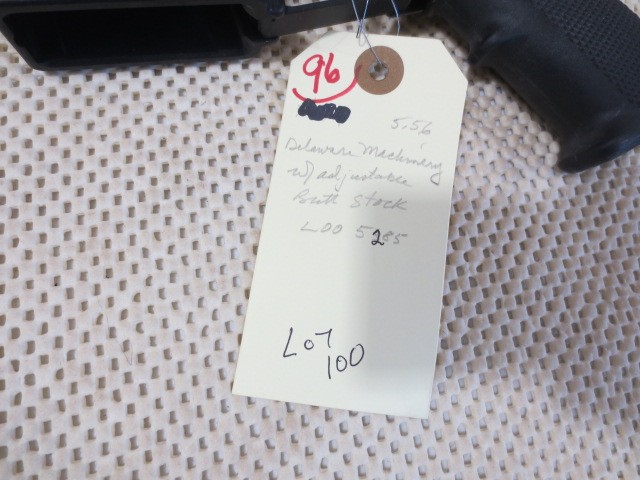 96
5.56
Delaware Machinery
w/ adjustable
Butt Stock
L00 5285
Lot
100